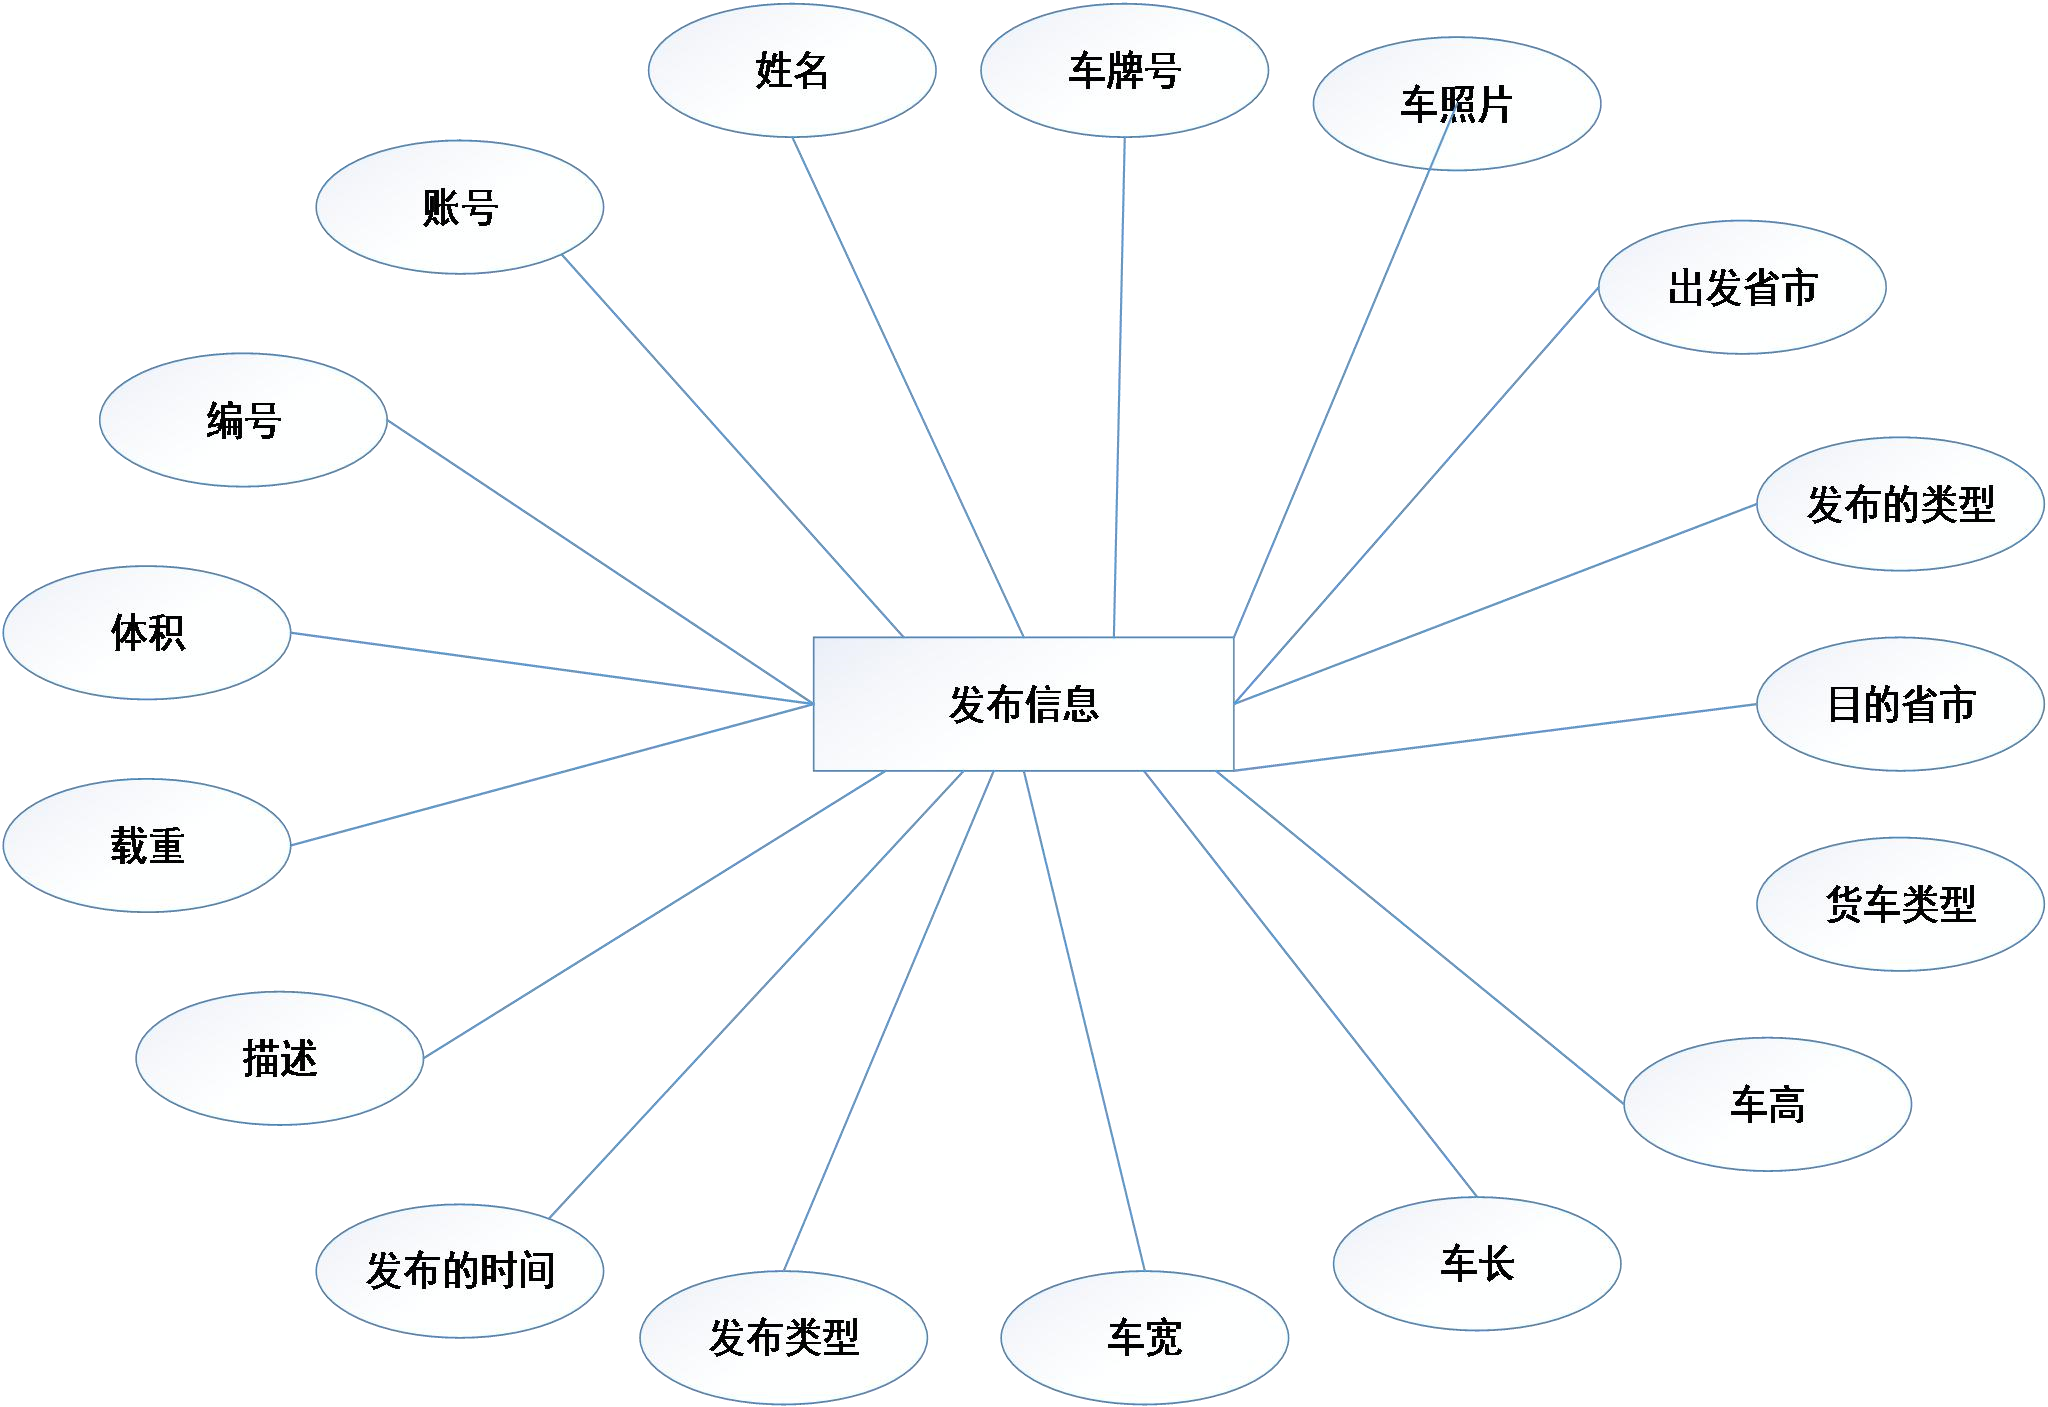 姓名
车牌号
车照片
账号
出发省市
编号
发布的类型
体积
发布信息
目的省市
载重
货车类型
描述
车高
发布的时间
车长
发布类型
车宽